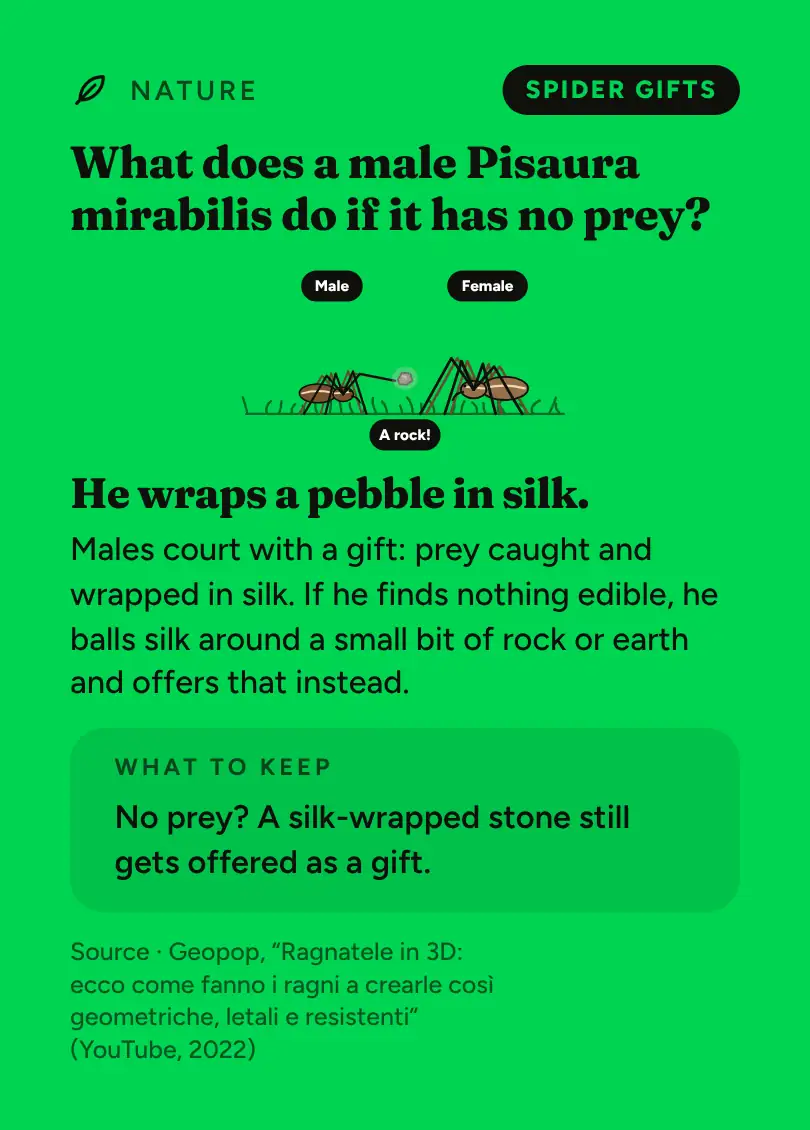 NATURE
SPIDER GIFTS
What does a male Pisaura
mirabilis do if it has no prey?
Male
Female
A rock!
He wraps a pebble in silk.
Males court with a gift: prey caught and
wrapped in silk. If he finds nothing edible, he
balls silk around a small bit of rock or earth
and offers that instead.
WHAT TO KEEP
No prey? A silk-wrapped stone still
gets offered as a gift.
Source · Geopop, “Ragnatele in 3D:
ecco come fanno i ragni a crearle così
geometriche, letali e resistenti”
(YouTube, 2022)